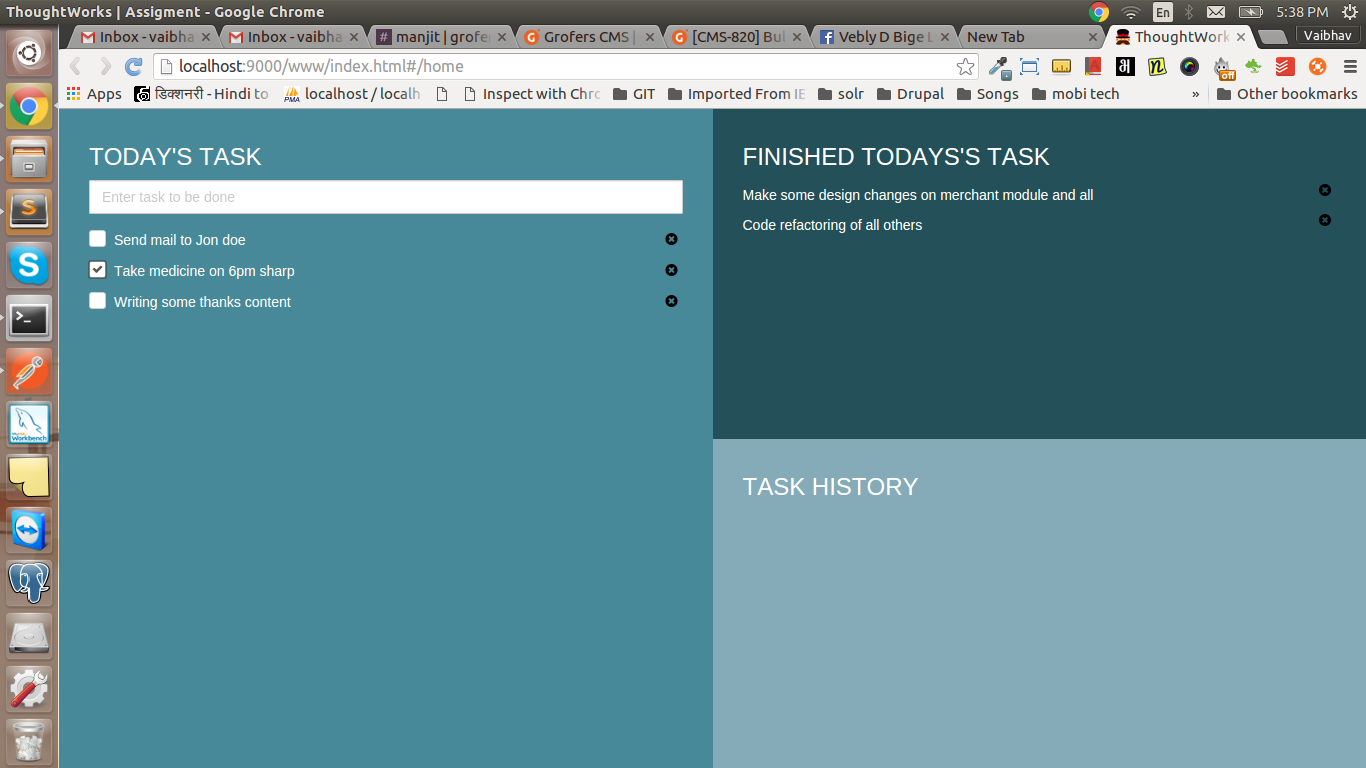 ThoughtWorks | Assigment - Google Chrome
En
5:38 PM
Inbox - vaibha
Inbox - vaibha
manjit | grofer
Grofers CMS |
[CMS-820] Bul
Vebly D Bige L
New Tab
ThoughtWork
Vaibhav
localhost:9000/www/index.html#/home
off
Apps
डिक्शनरी - Hindi to
PMA
localhost / localh
Inspect with Chro
GIT
Imported From IE
solr
Drupal
Songs
mobi tech
»
Other bookmarks
TODAY'S TASK
Enter task to be done
Send mail to Jon doe
Take medicine on 6pm sharp
Writing some thanks content
FINISHED TODAYS'S TASK
Make some design changes on merchant module and all
Code refactoring of all others
TASK HISTORY
Workbench